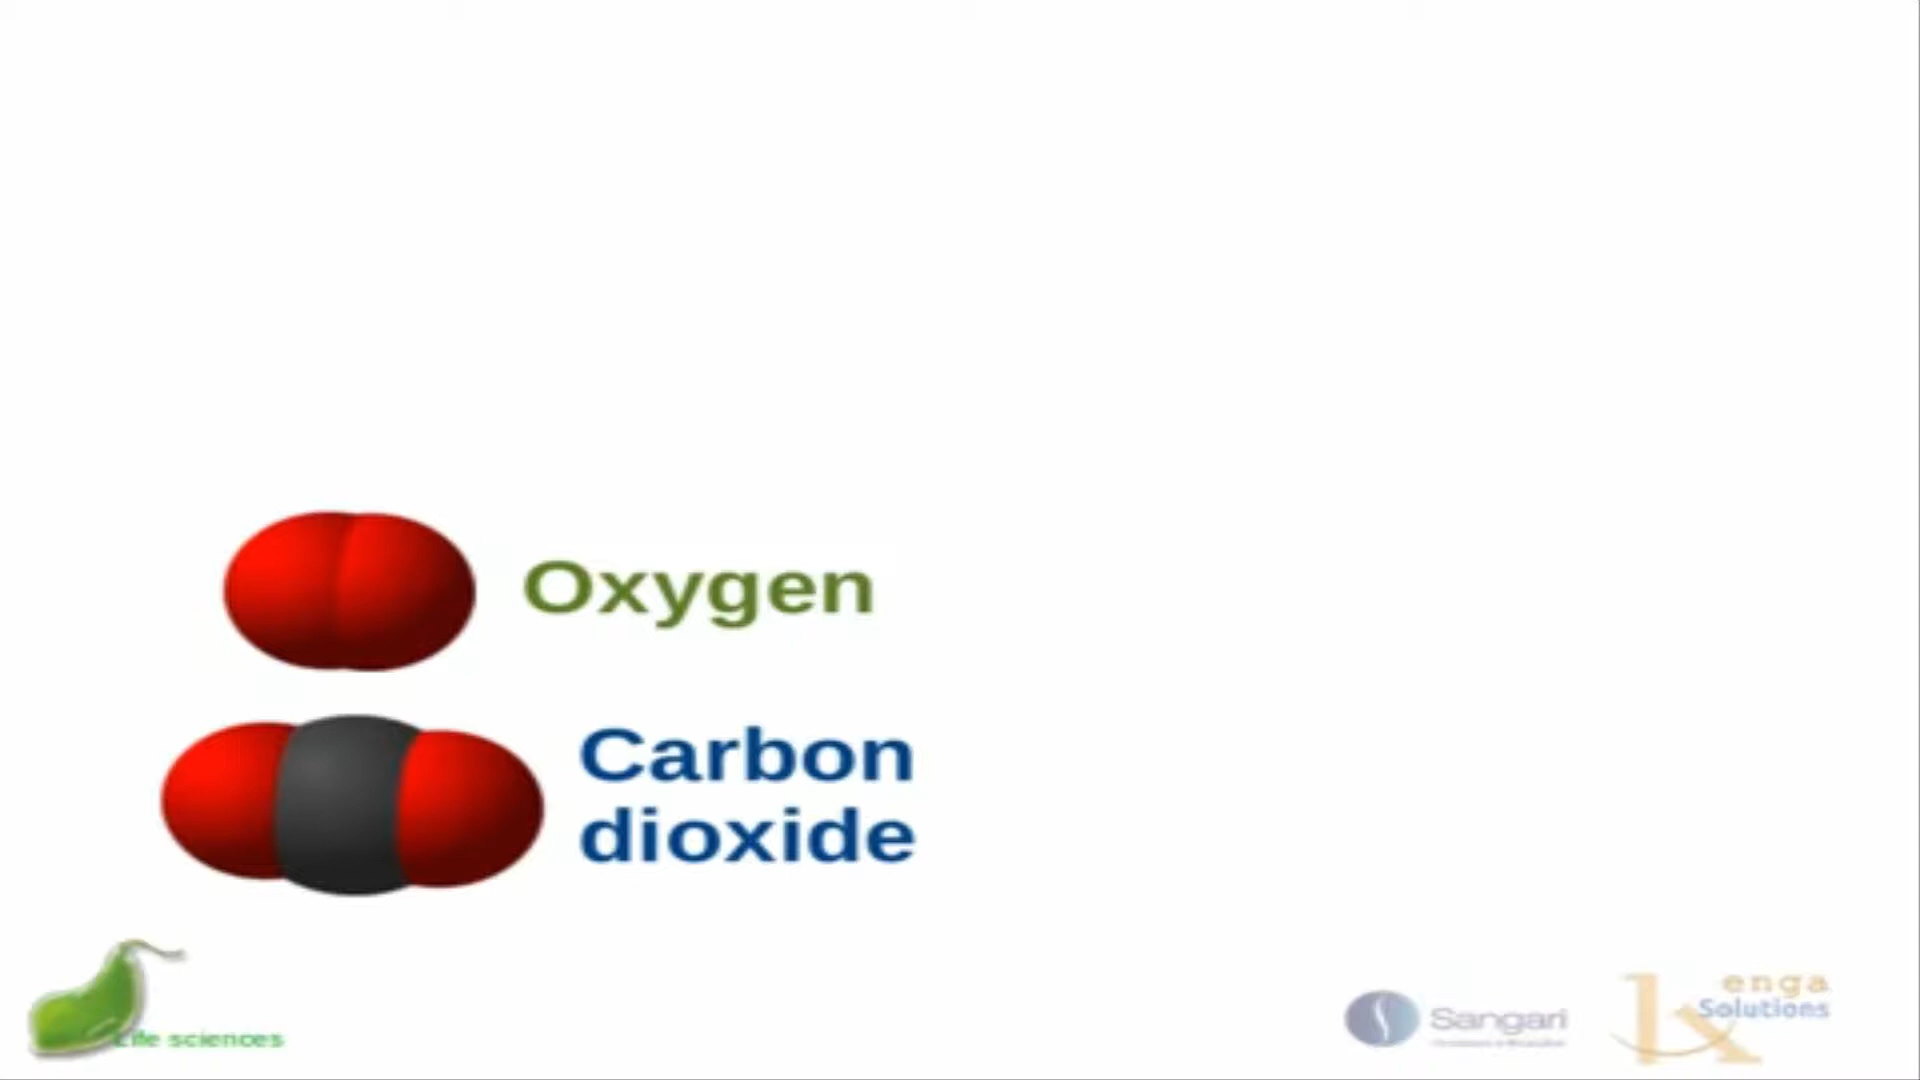 Oxygen
Carbon
dioxide
Life sciences
Sangari
enga
Solutions